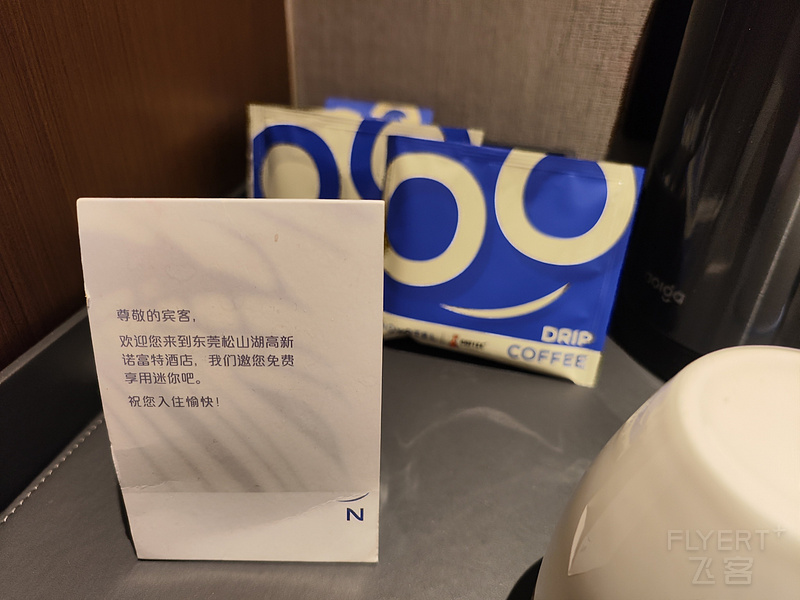 尊敬的宾客，
欢迎您来到东莞松山湖高新
诺富特酒店，我们邀您免费
享用迷你吧。
祝您入住愉快！
N
DRIP
COFFEE
FLYERT+
飞客